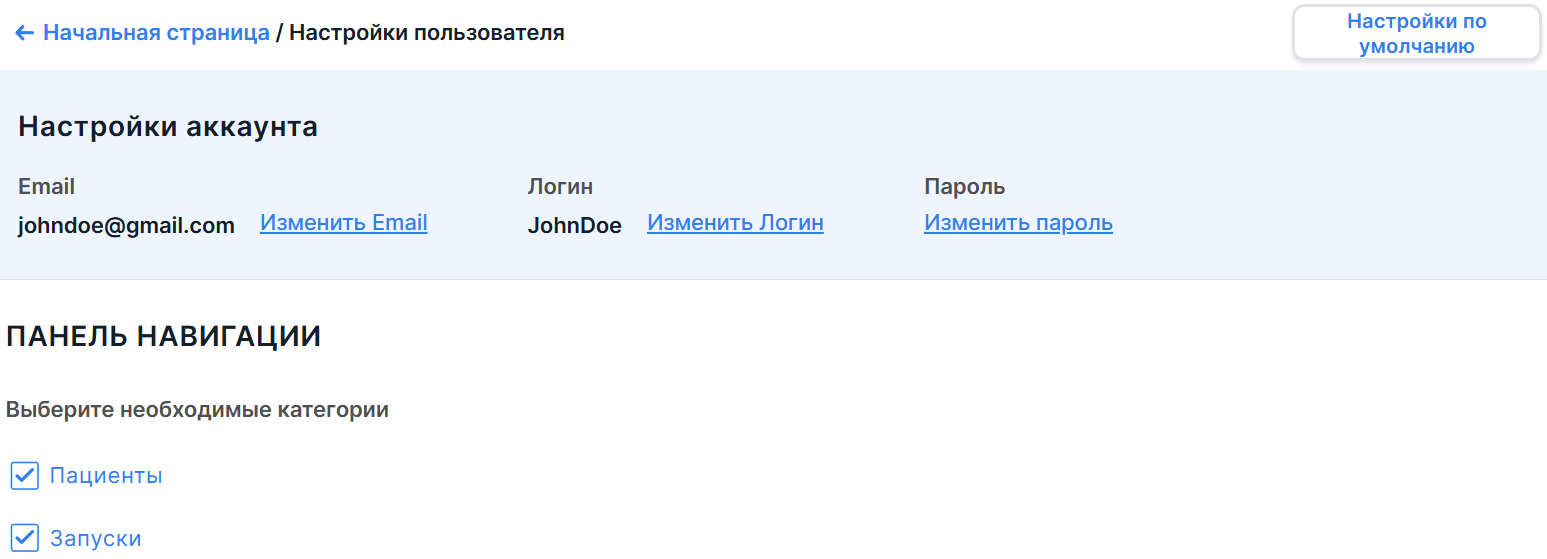 ← Начальная страница / Настройки пользователя
Настройки по
умолчанию
Настройки аккаунта
Email Логин Пароль
johndoe@gmail.com Изменить Email JohnDoe Изменить Логин Изменить пароль
ПАНЕЛЬ НАВИГАЦИИ
Выберите необходимые категории
Пациенты
Запуски